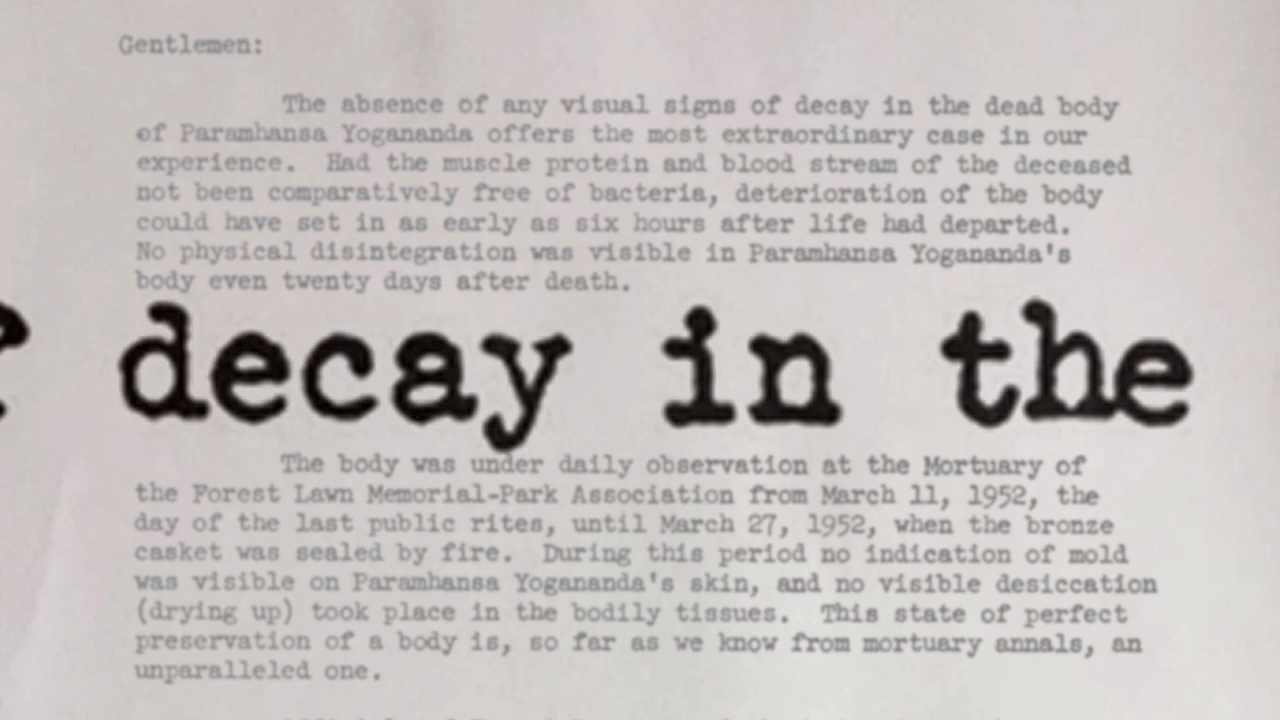 Gentlemen:
The absence of any visual signs of decay in the dead body
of Paramhansa Yogananda offers the most extraordinary case in our
experience. Had the muscle protein and blood stream of the deceased
not been comparatively free of bacteria, deterioration of the body
could have set in as early as six hours after life had departed.
No physical disintegration was visible in Paramhansa Yogananda's
body even twenty days after death.
decay in the
The body was under daily observation at the Mortuary of
the Forest Lawn Memorial-Park Association from March 11, 1952, the
day of the last public rites, until March 27, 1952, when the bronze
casket was sealed by fire. During this period no indication of mold
was visible on Paramhansa Yogananda's skin, and no visible desiccation
(drying up) took place in the bodily tissues. This state of perfect
preservation of a body is, so far as we know from mortuary annals, an
unparalleled one.